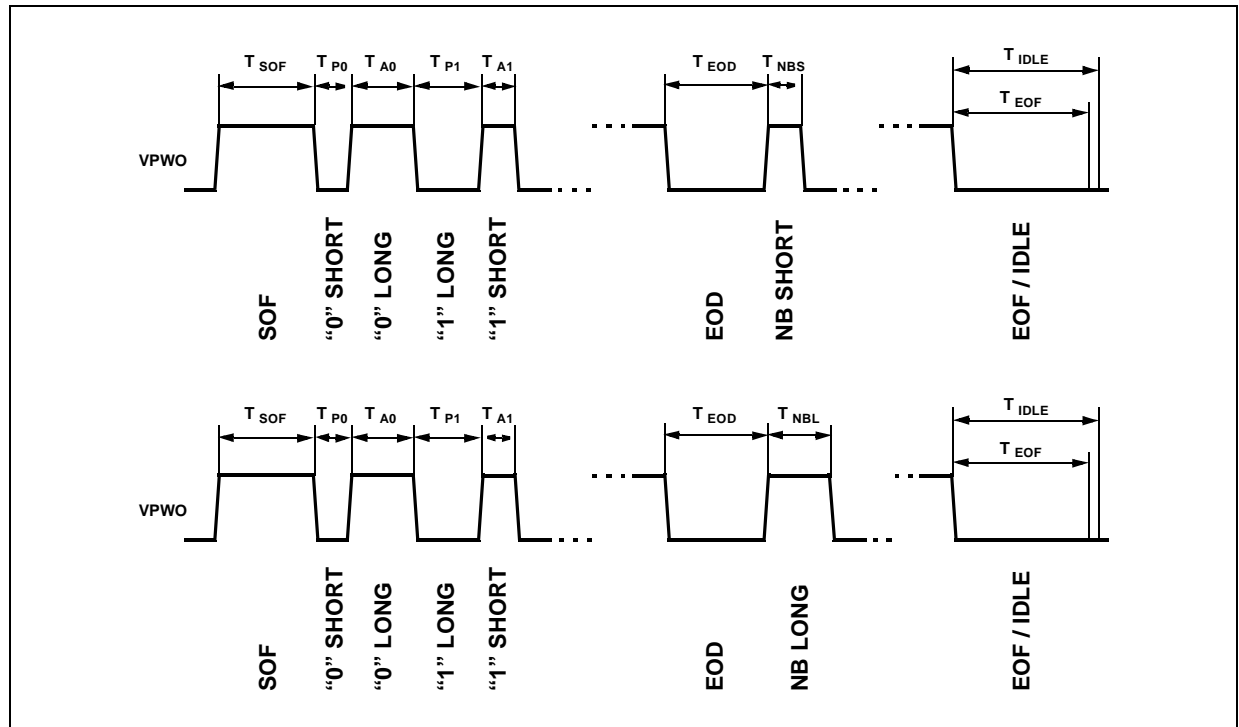 T SOF T P0 T A0 T P1 T A1 T EOD T NBS T IDLE
T EOF
VPWO
SOF
“0” SHORT
“0” LONG
“1” LONG
“1” SHORT
EOD
NB SHORT
EOF / IDLE
T SOF T P0 T A0 T P1 T A1 T EOD T NBL T IDLE
T EOF
VPWO
SOF
“0” SHORT
“0” LONG
“1” LONG
“1” SHORT
EOD
NB LONG
EOF / IDLE